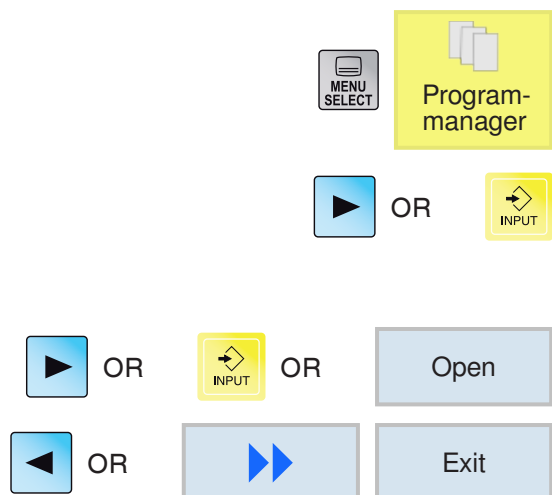 MENU
SELECT
Program-
manager
OR
INPUT
OR
INPUT
OR
Open
OR
Exit